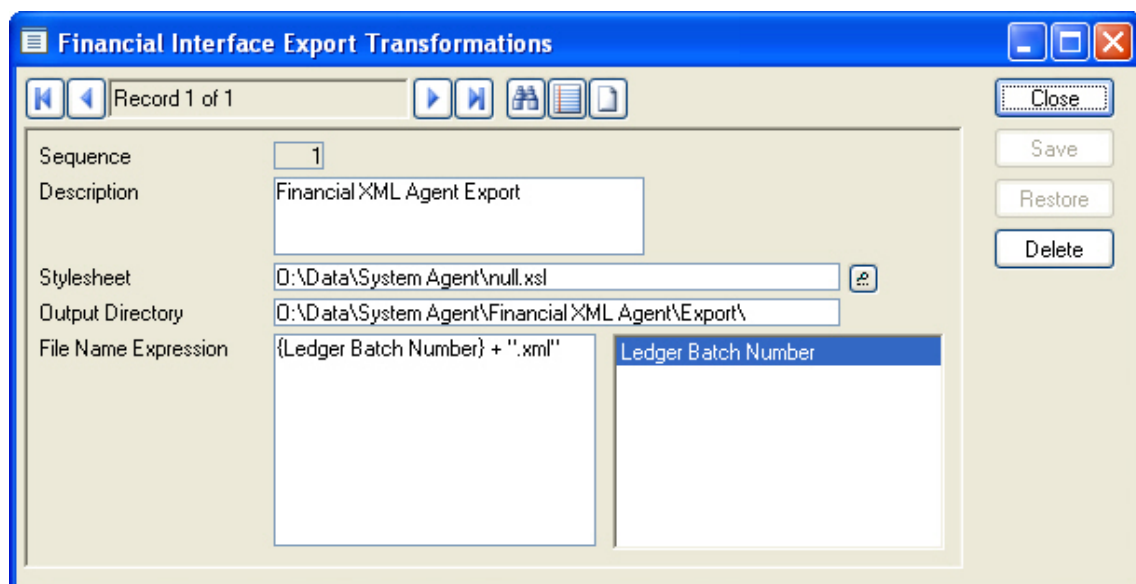 Financial Interface Export Transformations
Record 1 of 1
Close
Sequence 1
Save
Description Financial XML Agent Export
Restore
Delete
Stylesheet O:\Data\System Agent\null.xsl
Output Directory O:\Data\System Agent\Financial XML Agent\Export\
File Name Expression {Ledger Batch Number} + ".xml" Ledger Batch Number